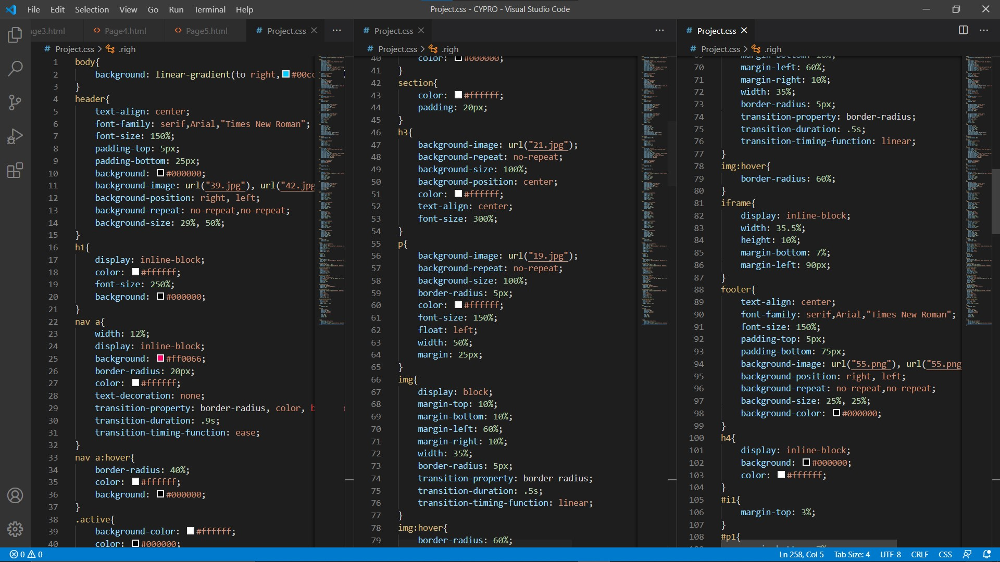 File Edit Selection View Go Run Terminal Help
Project.css - CYPRO - Visual Studio Code
ge3.html <> Page4.html <> Page5.html # Project.css ···
# Project.css > .righ
1 body{
2 background: linear-gradient(to right, #00cc
3 }
4 header{
5 text-align: center;
6 font-family: serif,Arial,"Times New Roman";
7 font-size: 150%;
8 padding-top: 5px;
9 padding-bottom: 25px;
10 background: #000000;
11 background-image: url("39.jpg"), url("42.jpg
12 background-position: right, left;
13 background-repeat: no-repeat,no-repeat;
14 background-size: 29%, 50%;
15 }
16 h1{
17 display: inline-block;
18 color: #ffffff;
19 font-size: 250%;
20 background: #000000;
21 }
22 nav a{
23 width: 12%;
24 display: inline-block;
25 background: #ff0066;
26 border-radius: 20px;
27 color: #ffffff;
28 text-decoration: none;
29 transition-property: border-radius, color, b
30 transition-duration: .9s;
31 transition-timing-function: ease;
32 }
33 nav a:hover{
34 border-radius: 40%;
35 color: #ffffff;
36 background: #000000;
37 }
38 .active{
39 background-color: #ffffff;
40 color: #000000;
# Project.css ···
# Project.css > .righ
40 color: #000000;
41 }
42 section{
43 color: #ffffff;
44 padding: 20px;
45 }
46 h3{
47 background-image: url("21.jpg");
48 background-repeat: no-repeat;
49 background-size: 100%;
50 background-position: center;
51 color: #ffffff;
52 text-align: center;
53 font-size: 300%;
54 }
55 p{
56 background-image: url("19.jpg");
57 background-repeat: no-repeat;
58 background-size: 100%;
59 border-radius: 5px;
60 color: #ffffff;
61 font-size: 150%;
62 float: left;
63 width: 50%;
64 margin: 25px;
65 }
66 img{
67 display: block;
68 margin-top: 10%;
69 margin-bottom: 10%;
70 margin-left: 60%;
71 margin-right: 10%;
72 width: 35%;
73 border-radius: 5px;
74 transition-property: border-radius;
75 transition-duration: .5s;
76 transition-timing-function: linear;
77 }
78 img:hover{
79 border-radius: 60%;
# Project.css ···
# Project.css > .righ
69 margin-bottom: 10%;
70 margin-left: 60%;
71 margin-right: 10%;
72 width: 35%;
73 border-radius: 5px;
74 transition-property: border-radius;
75 transition-duration: .5s;
76 transition-timing-function: linear;
77 }
78 img:hover{
79 border-radius: 60%;
80 }
81 iframe{
82 display: inline-block;
83 width: 35.5%;
84 height: 10%;
85 margin-bottom: 7%;
86 margin-left: 90px;
87 }
88 footer{
89 text-align: center;
90 font-family: serif,Arial,"Times New Roman";
91 font-size: 150%;
92 padding-top: 5px;
93 padding-bottom: 75px;
94 background-image: url("55.png"), url("55.png
95 background-position: right, left;
96 background-repeat: no-repeat,no-repeat;
97 background-size: 25%, 25%;
98 background-color: #000000;
99 }
100 h4{
101 display: inline-block;
102 background: #000000;
103 color: #ffffff;
104 }
105 #i1{
106 margin-top: 3%;
107 }
108 #p1{
0 0
Ln 258, Col 5 Tab Size: 4 UTF-8 CRLF CSS